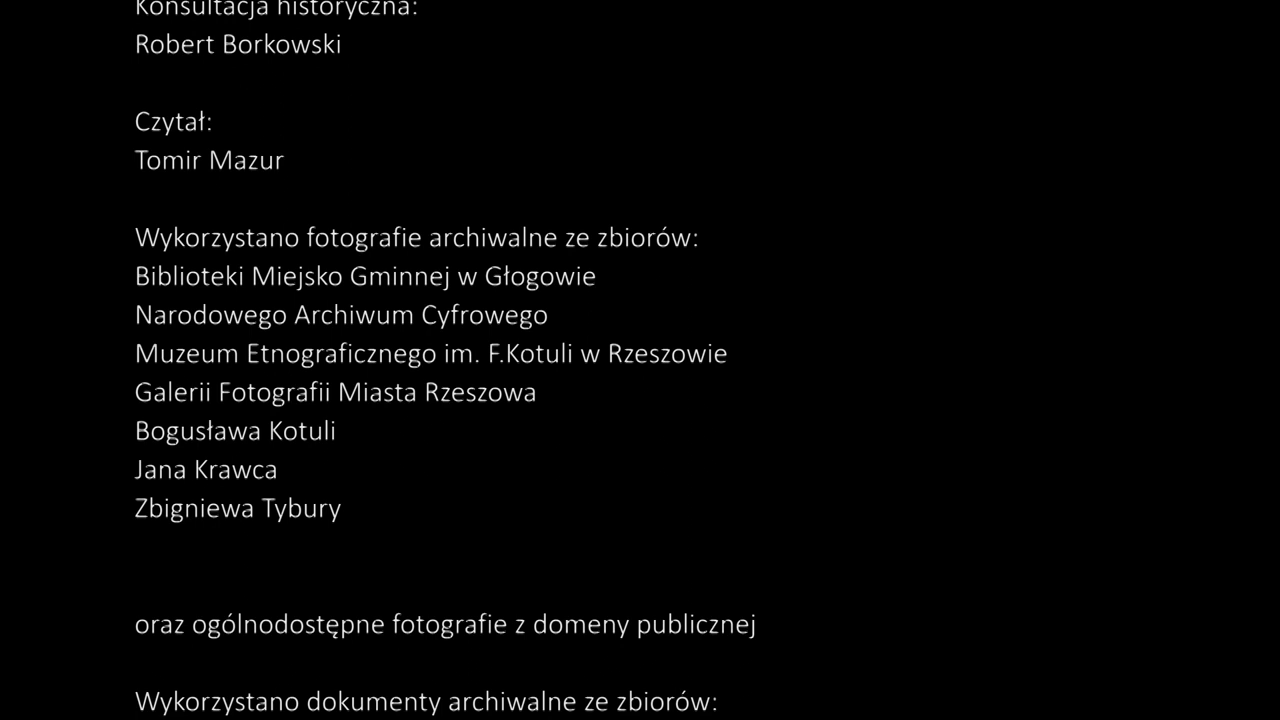 Konsultacja historyczna:
Robert Borkowski
Czytał:
Tomir Mazur
Wykorzystano fotografie archiwalne ze zbiorów:
Biblioteki Miejsko Gminnej w Głogowie
Narodowego Archiwum Cyfrowego
Muzeum Etnograficznego im. F.Kotuli w Rzeszowie
Galerii Fotografii Miasta Rzeszowa
Bogusława Kotuli
Jana Krawca
Zbigniewa Tybury
oraz ogólnodostępne fotografie z domeny publicznej
Wykorzystano dokumenty archiwalne ze zbiorów: